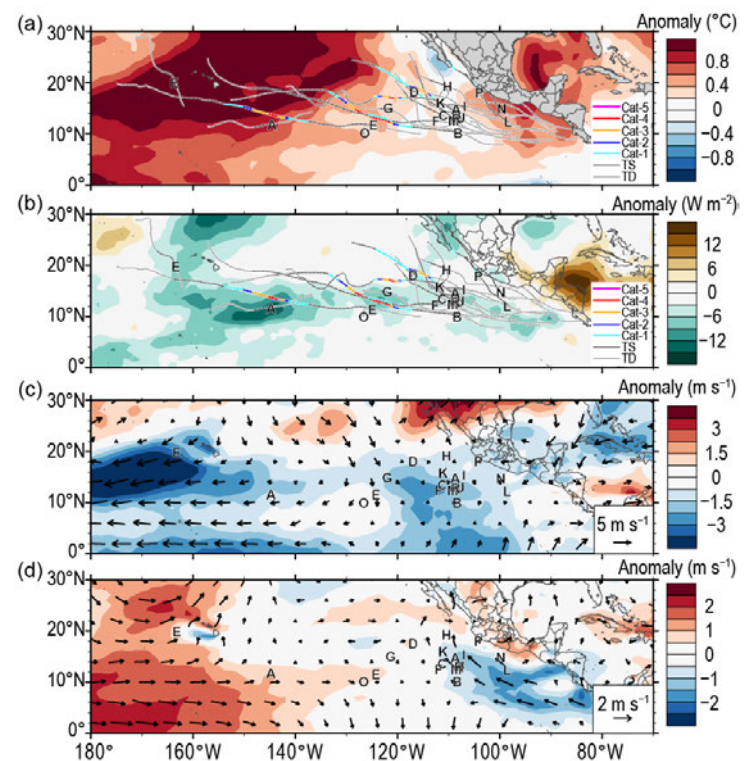 (a)
Anomaly (°C)
30°N
20°N
10°N
0°
E A O E G D H K C F A I M B P N L
Cat-5
Cat-4
Cat-3
Cat-2
Cat-1
TS
TD
0.8
0.4
0
−0.4
−0.8
(b)
Anomaly (W m⁻²)
30°N
20°N
10°N
0°
E A O E G D H K C F A I M B P N L
Cat-5
Cat-4
Cat-3
Cat-2
Cat-1
TS
TD
12
6
0
−6
−12
(c)
Anomaly (m s⁻¹)
30°N
20°N
10°N
0°
E A O E G D H K C F A I M B P N L
5 m s⁻¹
3
1.5
0
−1.5
−3
(d)
Anomaly (m s⁻¹)
30°N
20°N
10°N
0°
E A O E G D H K C F A I M B P N L
2 m s⁻¹
2
1
0
−1
−2
180°
160°W
140°W
120°W
100°W
80°W